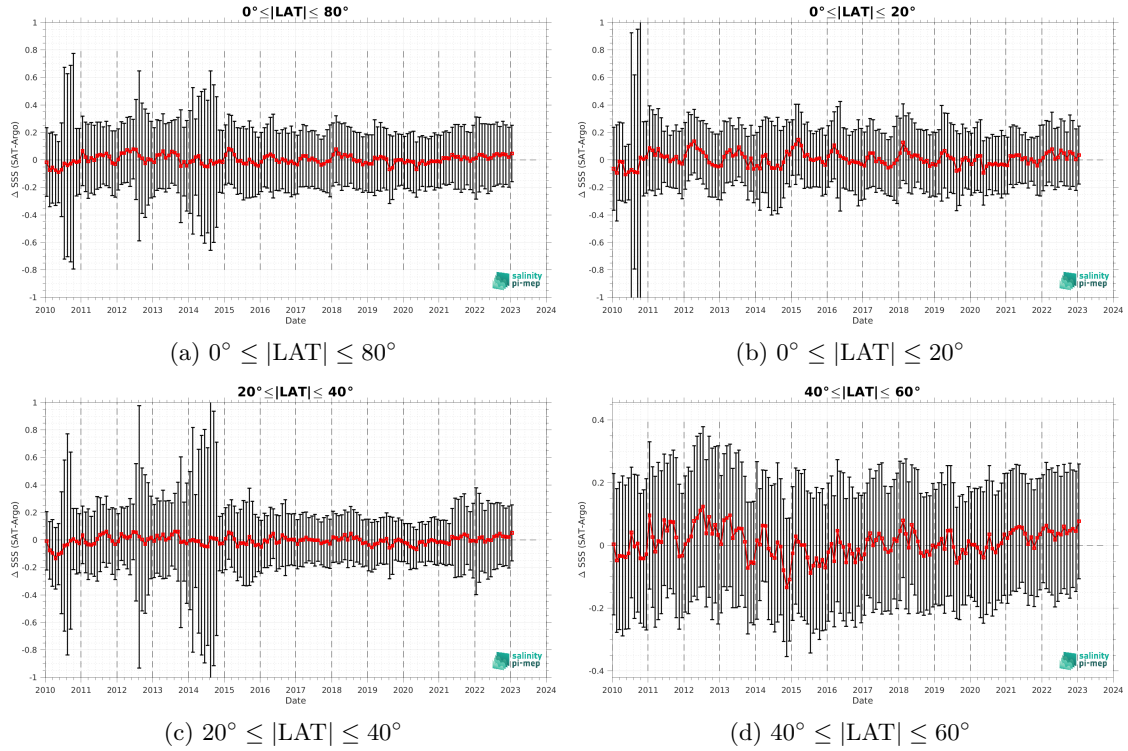 0°≤|LAT|≤ 80°
1
0.8
0.6
0.4
0.2
0
-0.2
-0.4
-0.6
-0.8
-1
Δ SSS (SAT-Argo)
2010 2011 2012 2013 2014 2015 2016 2017 2018 2019 2020 2021 2022 2023 2024
Date
salinity
pi-mep
(a) 0° ≤ |LAT| ≤ 80°
0°≤|LAT|≤ 20°
1
0.8
0.6
0.4
0.2
0
-0.2
-0.4
-0.6
-0.8
-1
Δ SSS (SAT-Argo)
2010 2011 2012 2013 2014 2015 2016 2017 2018 2019 2020 2021 2022 2023 2024
Date
salinity
pi-mep
(b) 0° ≤ |LAT| ≤ 20°
20°≤|LAT|≤ 40°
1
0.8
0.6
0.4
0.2
0
-0.2
-0.4
-0.6
-0.8
-1
Δ SSS (SAT-Argo)
2010 2011 2012 2013 2014 2015 2016 2017 2018 2019 2020 2021 2022 2023 2024
Date
salinity
pi-mep
(c) 20° ≤ |LAT| ≤ 40°
40°≤|LAT|≤ 60°
0.4
0.2
0
-0.2
-0.4
Δ SSS (SAT-Argo)
2010 2011 2012 2013 2014 2015 2016 2017 2018 2019 2020 2021 2022 2023 2024
Date
salinity
pi-mep
(d) 40° ≤ |LAT| ≤ 60°